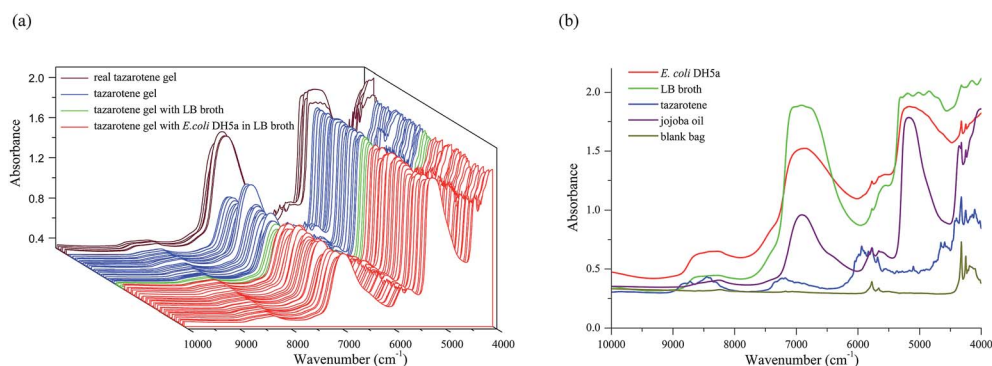 (a)
real tazarotene gel
tazarotene gel
tazarotene gel with LB broth
tazarotene gel with E.coli DH5a in LB broth
Absorbance
2.0
1.6
1.2
0.8
0.4
10000 9000 8000 7000 6000 5000 4000
Wavenumber (cm-1)
(b)
E. coli DH5a
LB broth
tazarotene
jojoba oil
blank bag
Absorbance
2.0
1.5
1.0
0.5
0.0
10000 9000 8000 7000 6000 5000 4000
Wavenumber (cm-1)